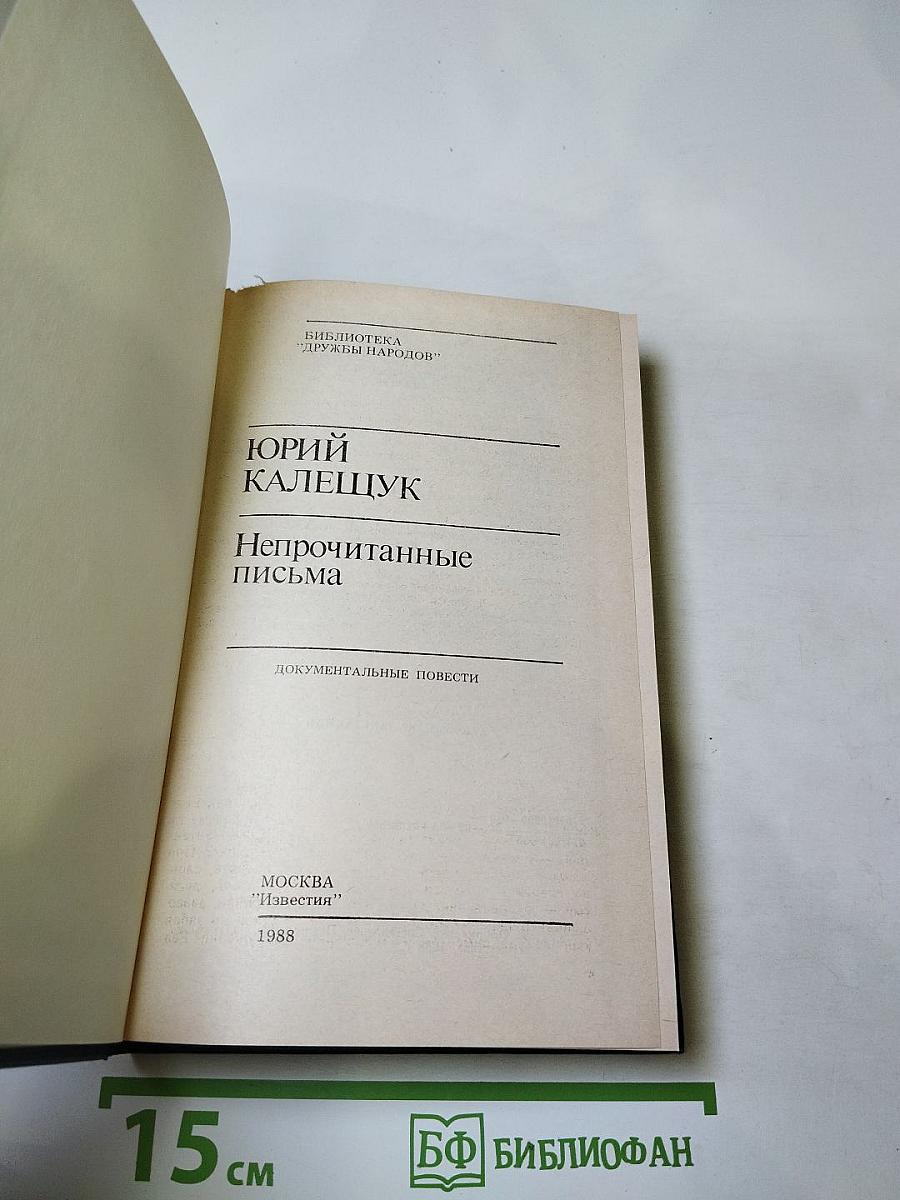 БИБЛИОТЕКА
"ДРУЖБЫ НАРОДОВ"
ЮРИЙ
КАЛЕЩУК
Непрочитанные
письма
ДОКУМЕНТАЛЬНЫЕ ПОВЕСТИ
МОСКВА
"Известия"
1988
15 см
БФ БИБЛИОФАН